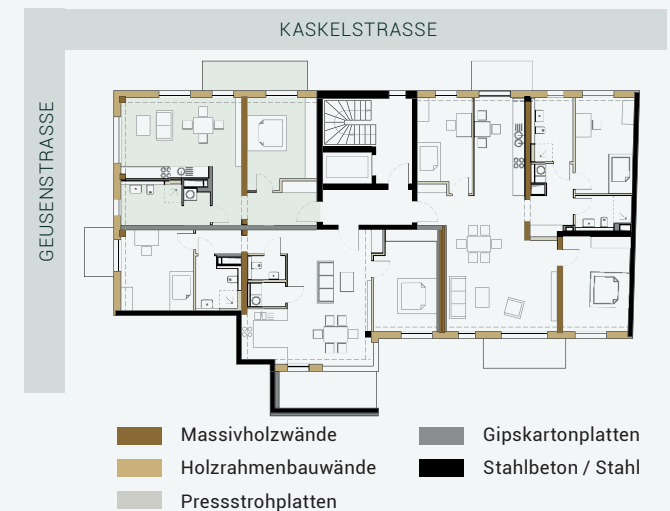 KASKELSTRASSE
GEUSENSTRASSE
Massivholzwände
Holzrahmenbauwände
Pressstrohplatten
Gipskartonplatten
Stahlbeton / Stahl